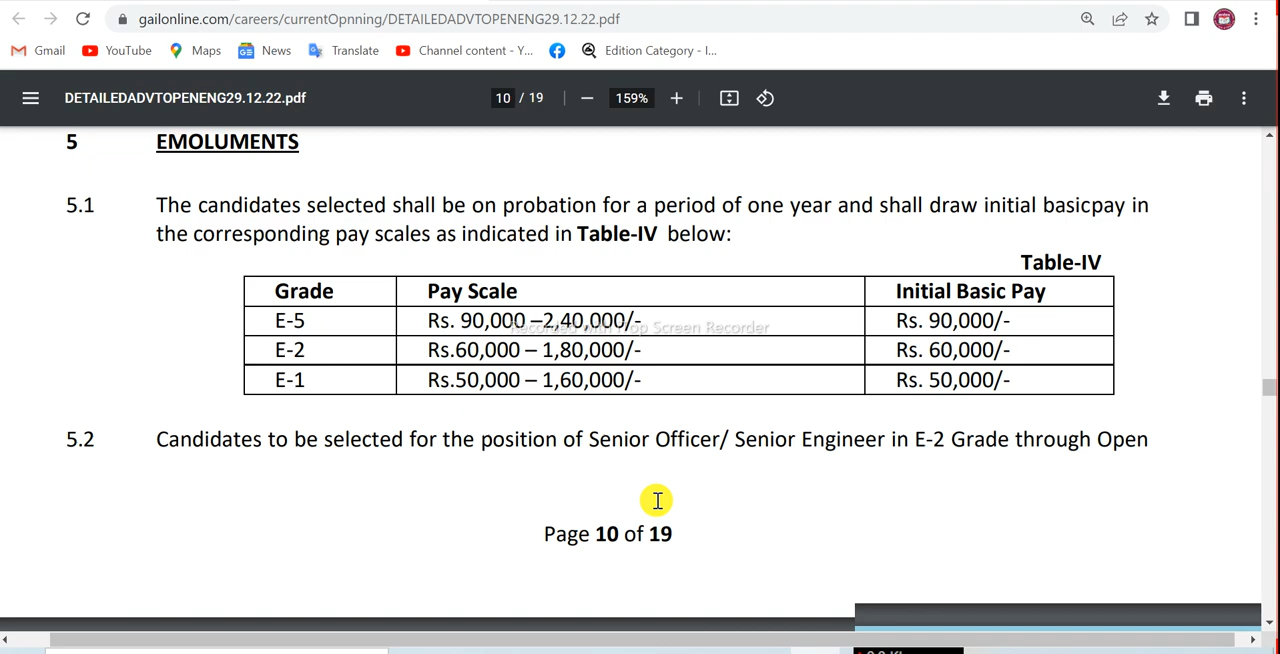 gailonline.com/careers/currentOpnning/DETAILEDADVTOPENENG29.12.22.pdf
Gmail YouTube Maps News Translate Channel content - Y... Edition Category - I...
DETAILEDADVTOPENENG29.12.22.pdf 10 / 19 159%
5 EMOLUMENTS
5.1 The candidates selected shall be on probation for a period of one year and shall draw initial basicpay in
the corresponding pay scales as indicated in Table-IV below:
Table-IV
Grade Pay Scale Initial Basic Pay
E-5 Rs. 90,000 –2,40,000/- Rs. 90,000/-
Screen Recorder
E-2 Rs.60,000 – 1,80,000/- Rs. 60,000/-
E-1 Rs.50,000 – 1,60,000/- Rs. 50,000/-
5.2 Candidates to be selected for the position of Senior Officer/ Senior Engineer in E-2 Grade through Open
Page 10 of 19